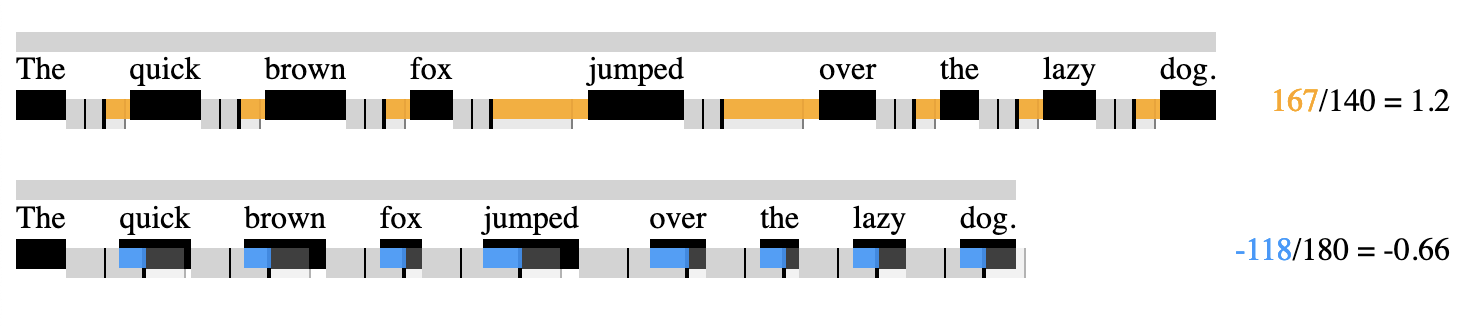 The quick brown fox jumped over the lazy dog.
167/140 = 1.2
The quick brown fox jumped over the lazy dog.
-118/180 = -0.66